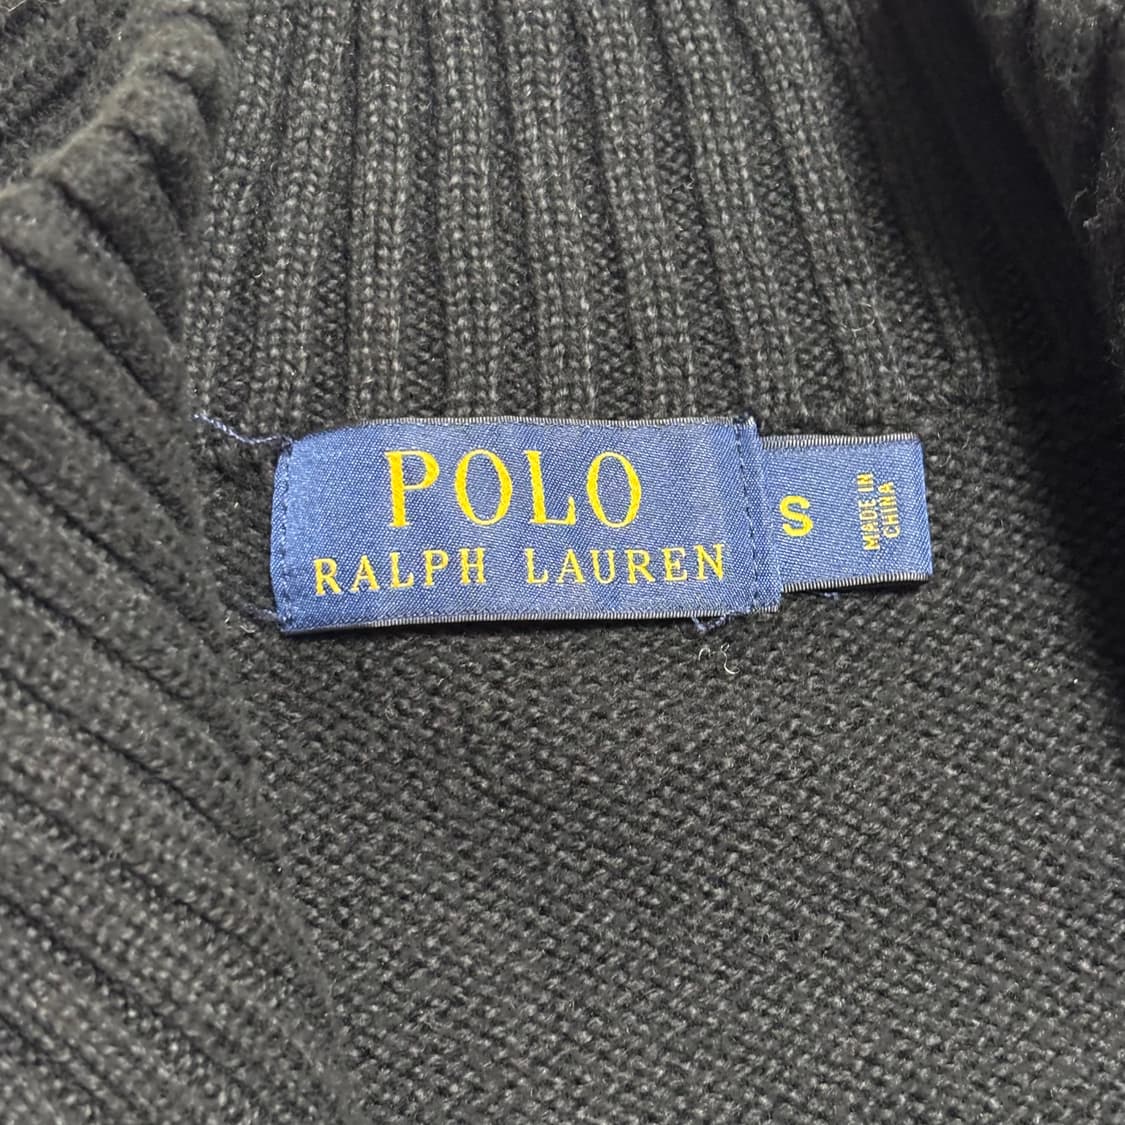 POLO
RALPH LAUREN
S
MADE IN
CHINA